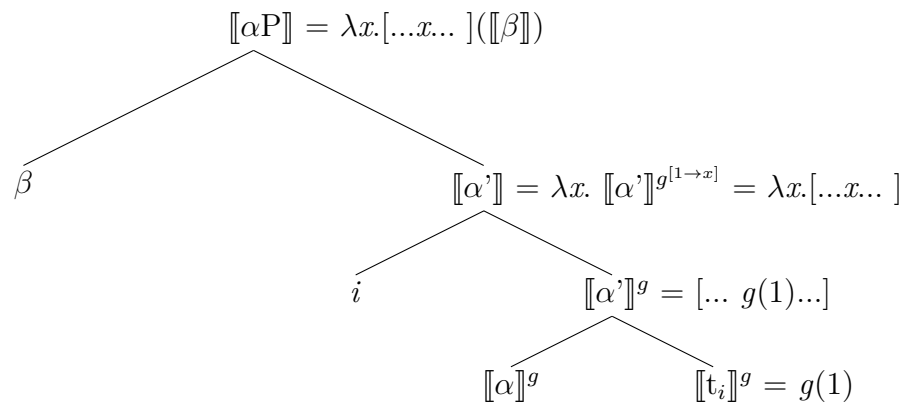 ⟦αP⟧ = λx.[...x... ](⟦β⟧)
β
⟦α’⟧ = λx. ⟦α’⟧^{g^{[1→x]}} = λx.[...x... ]
i
⟦α’⟧^g = [... g(1)...]
⟦α⟧^g
⟦t_i⟧^g = g(1)